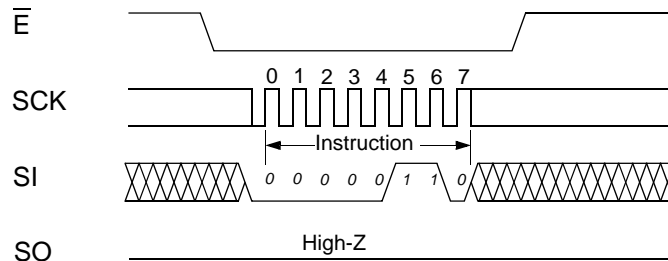 E̅
0 1 2 3 4 5 6 7
SCK
Instruction
SI
0 0 0 0 0 1 1 0
High-Z
SO